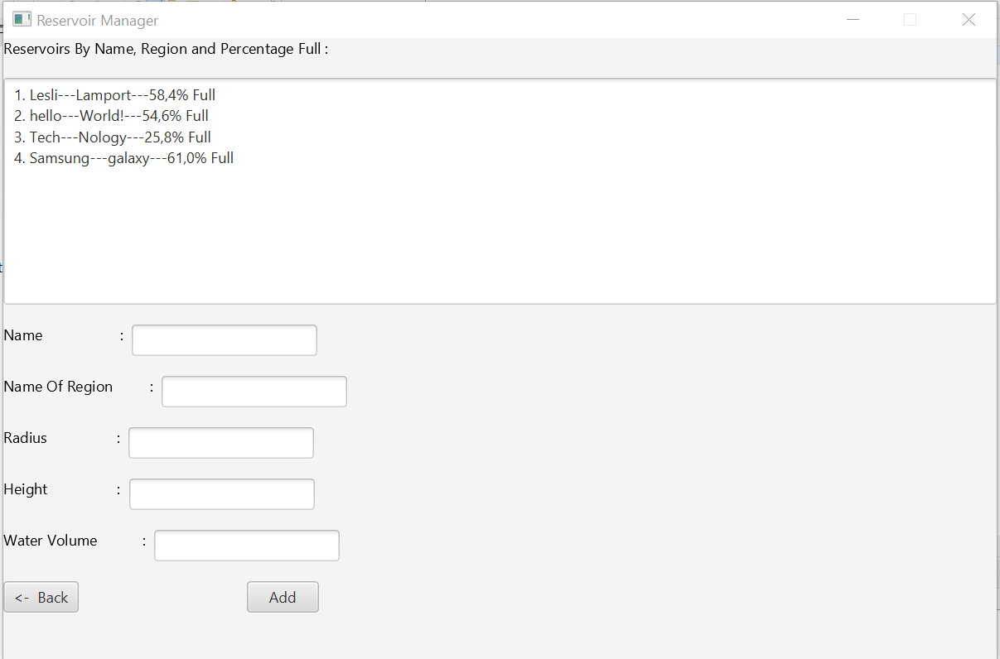 Reservoir Manager
Reservoirs By Name, Region and Percentage Full :
1. Lesli---Lamport---58,4% Full
2. hello---World!---54,6% Full
3. Tech---Nology---25,8% Full
4. Samsung---galaxy---61,0% Full
Name :
Name Of Region :
Radius :
Height :
Water Volume :
<- Back Add